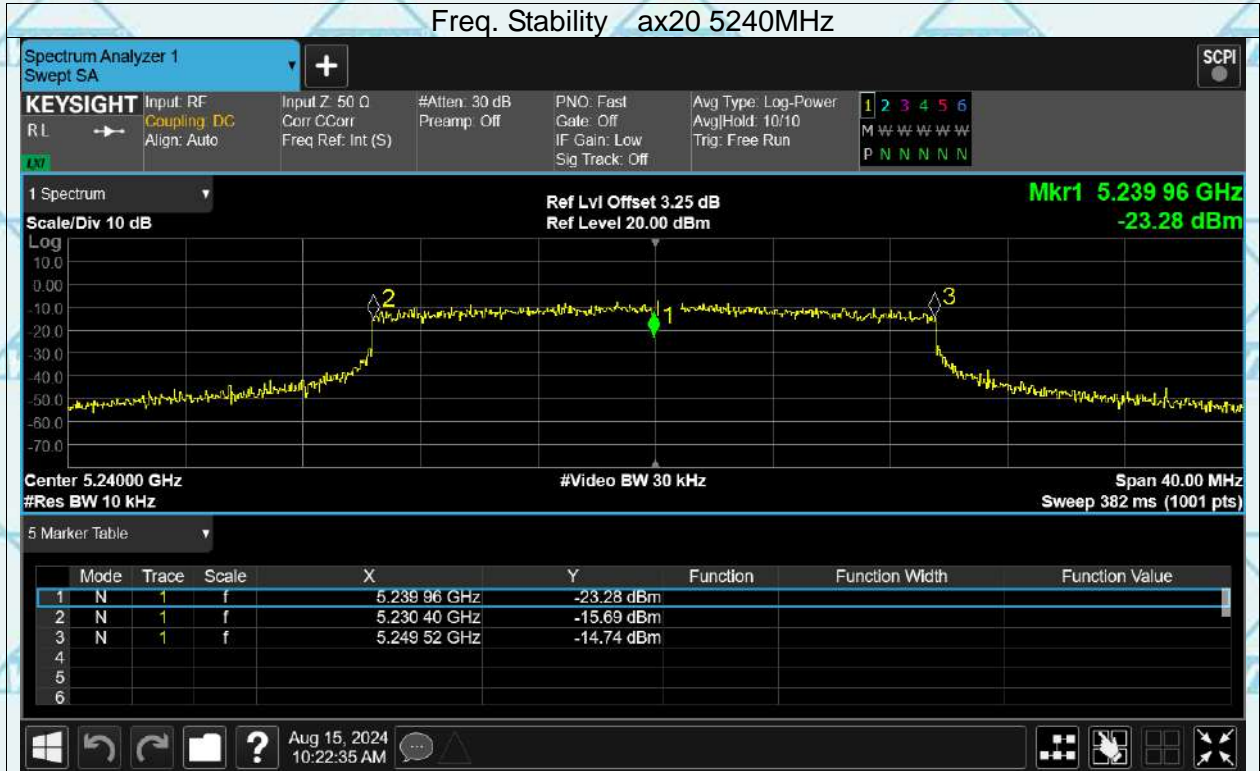 Freq. Stability ax20 5240MHz
Spectrum Analyzer 1
Swept SA
+
SCPI
KEYSIGHT
RL
LXI
Input: RF
Coupling: DC
Align: Auto
Input Z: 50 Ω
Corr CCorr
Freq Ref: Int (S)
#Atten: 30 dB
Preamp: Off
PNO: Fast
Gate: Off
IF Gain: Low
Sig Track: Off
Avg Type: Log-Power
Avg|Hold: 10/10
Trig: Free Run
1 2 3 4 5 6
M W W W W W
P N N N N N
1 Spectrum
Scale/Div 10 dB
Ref Lvl Offset 3.25 dB
Ref Level 20.00 dBm
Mkr1 5.239 96 GHz
-23.28 dBm
Log
10.0
0.00
-10.0
-20.0
-30.0
-40.0
-50.0
-60.0
-70.0
2
1
3
Center 5.24000 GHz
#Video BW 30 kHz
Span 40.00 MHz
#Res BW 10 kHz
Sweep 382 ms (1001 pts)
5 Marker Table
Mode Trace Scale X Y Function Function Width Function Value
1 N 1 f 5.239 96 GHz -23.28 dBm
2 N 1 f 5.230 40 GHz -15.69 dBm
3 N 1 f 5.249 52 GHz -14.74 dBm
4
5
6
?
Aug 15, 2024
10:22:35 AM